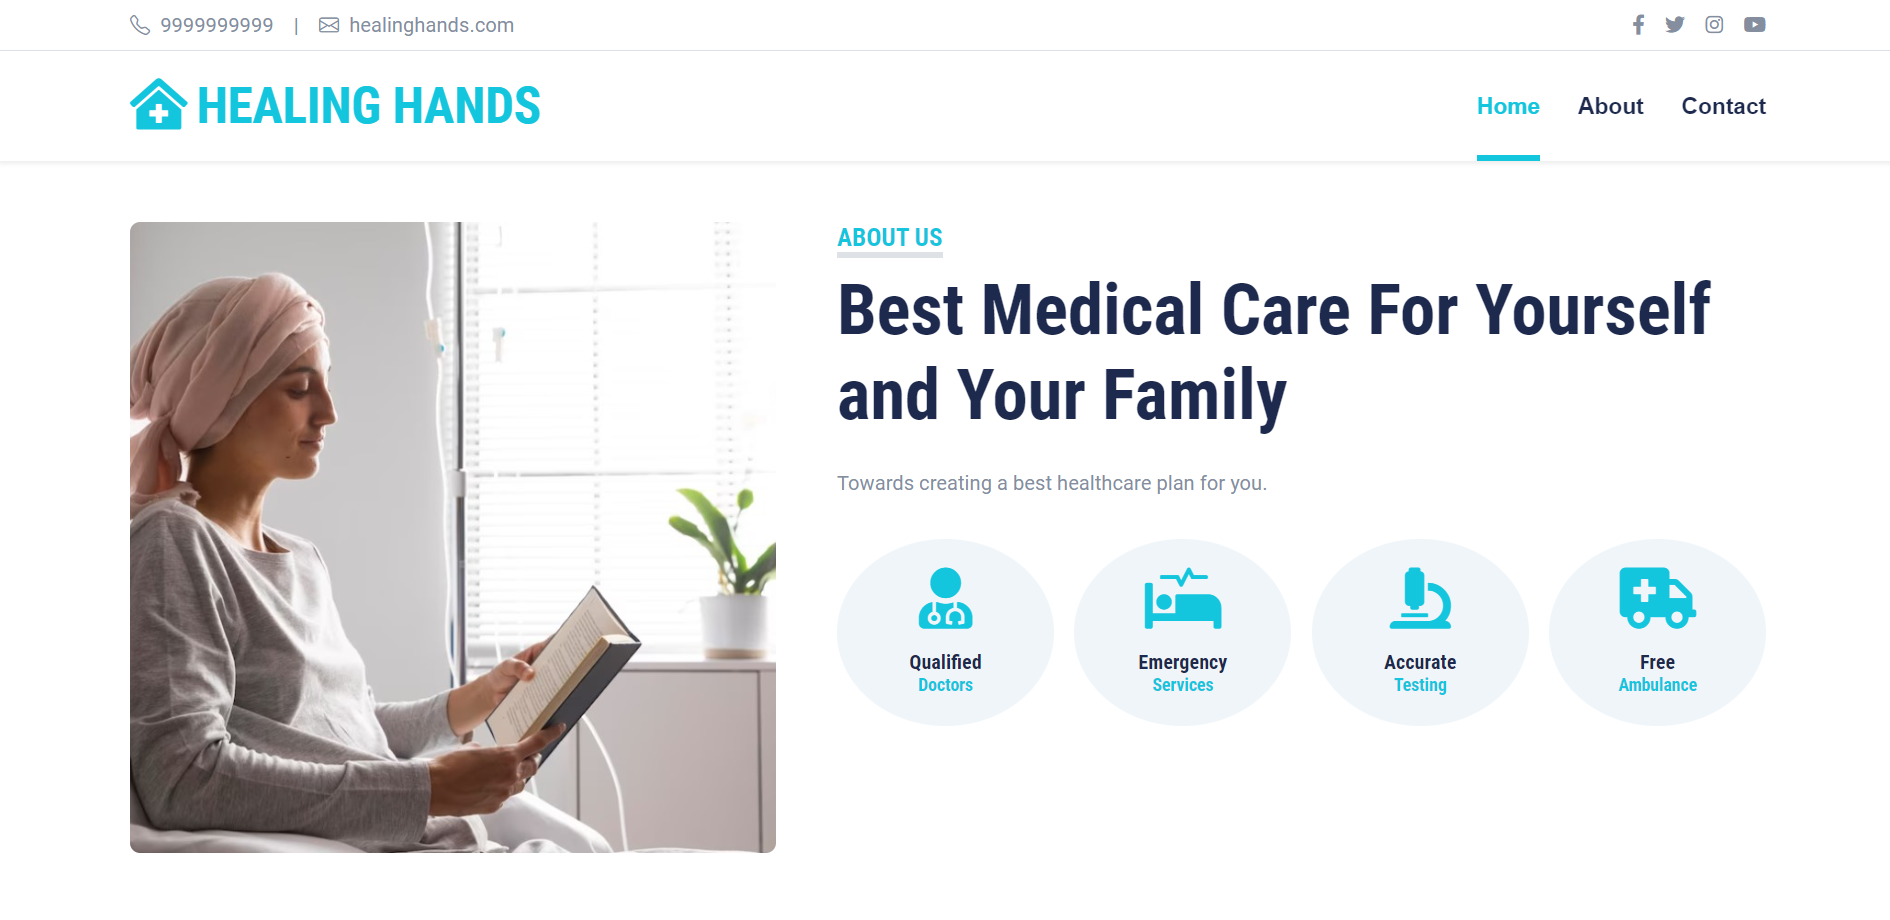 9999999999 | healinghands.com
HEALING HANDS
Home About Contact
ABOUT US
Best Medical Care For Yourself
and Your Family
Towards creating a best healthcare plan for you.
Qualified
Doctors
Emergency
Services
Accurate
Testing
Free
Ambulance